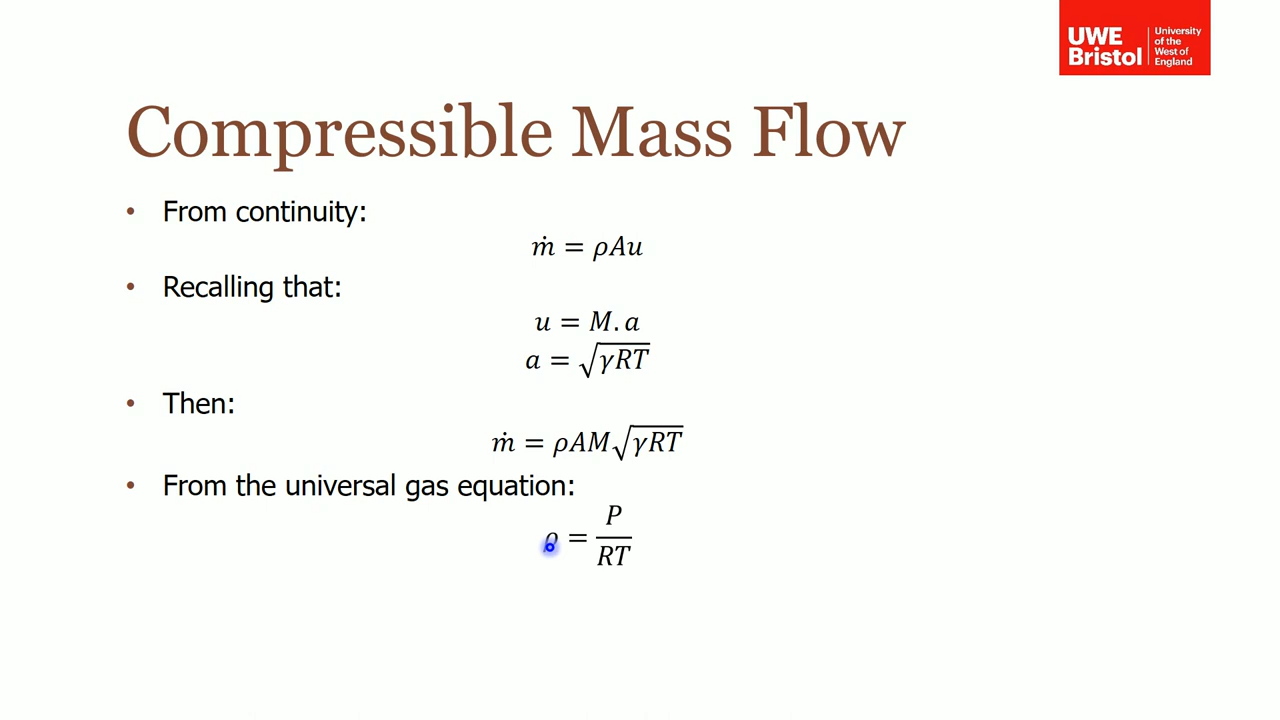 UWE Bristol
University of the West of England
Compressible Mass Flow
• From continuity:
ṁ = ρAu
• Recalling that:
u = M. a
a = √γRT
• Then:
ṁ = ρAM√γRT
• From the universal gas equation:
ρ = P/RT